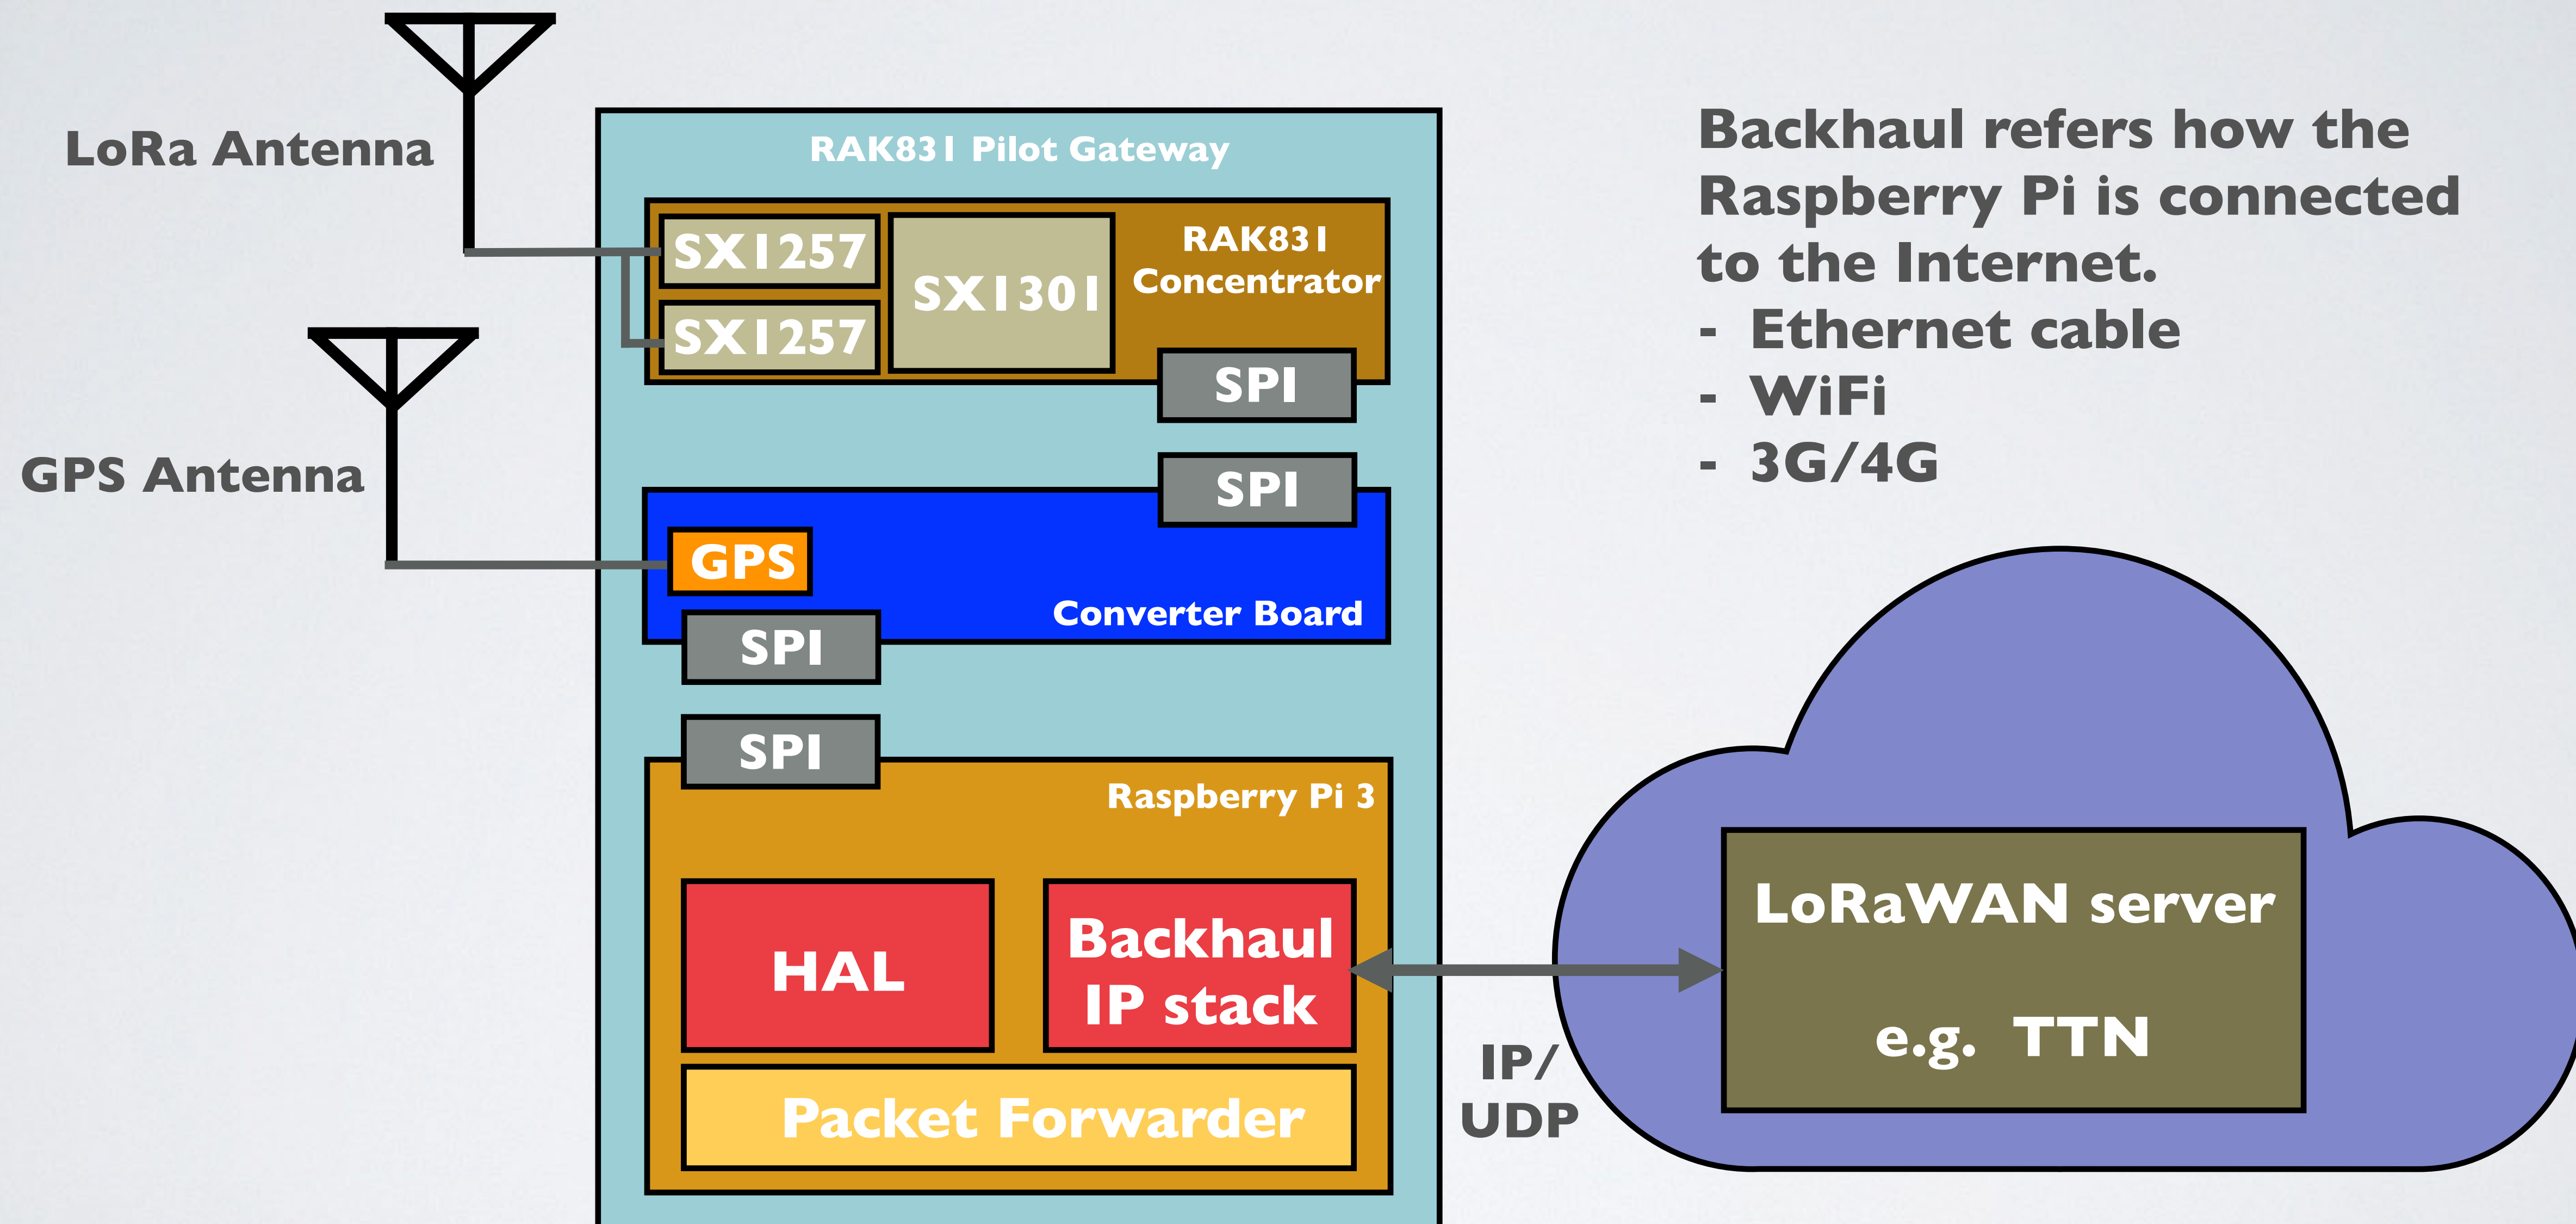 LoRa Antenna
GPS Antenna
RAK831 Pilot Gateway
SX1257
SX1257
SX1301
RAK831
Concentrator
SPI
SPI
GPS
Converter Board
SPI
SPI
Raspberry Pi 3
HAL
Backhaul
IP stack
Packet Forwarder
IP/
UDP
Backhaul refers how the
Raspberry Pi is connected
to the Internet.
- Ethernet cable
- WiFi
- 3G/4G
LoRaWAN server
e.g. TTN